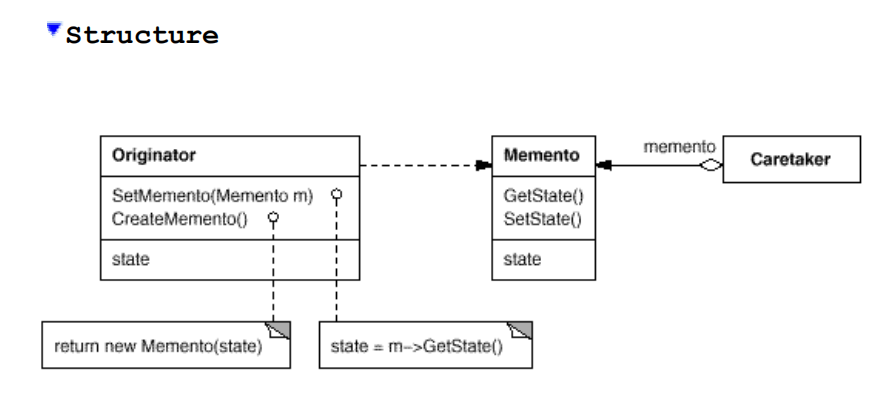 Structure
Originator
SetMemento(Memento m)
CreateMemento()
state
Memento
GetState()
SetState()
state
memento
Caretaker
return new Memento(state)
state = m->GetState()